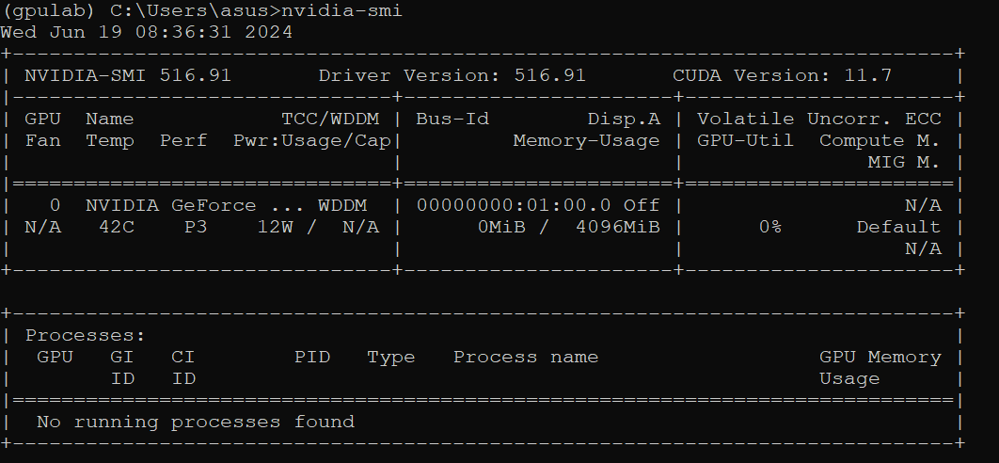 (gpulab) C:\Users\asus>nvidia-smi
Wed Jun 19 08:36:31 2024
+-----------------------------------------------------------------------------+
| NVIDIA-SMI 516.91       Driver Version: 516.91       CUDA Version: 11.7     |
|-------------------------------+----------------------+----------------------+
| GPU  Name            TCC/WDDM | Bus-Id        Disp.A | Volatile Uncorr. ECC |
| Fan  Temp  Perf  Pwr:Usage/Cap|         Memory-Usage | GPU-Util  Compute M. |
|                               |                      |               MIG M. |
|===============================+======================+======================|
|   0  NVIDIA GeForce ... WDDM  | 00000000:01:00.0 Off |                  N/A |
| N/A   42C    P3    12W /  N/A |      0MiB /  4096MiB |      0%      Default |
|                               |                      |                  N/A |
+-------------------------------+----------------------+----------------------+

+-----------------------------------------------------------------------------+
| Processes:                                                                  |
|  GPU   GI   CI        PID   Type   Process name                  GPU Memory |
|        ID   ID                                                   Usage      |
|=============================================================================|
|  No running processes found                                                 |
+-----------------------------------------------------------------------------+